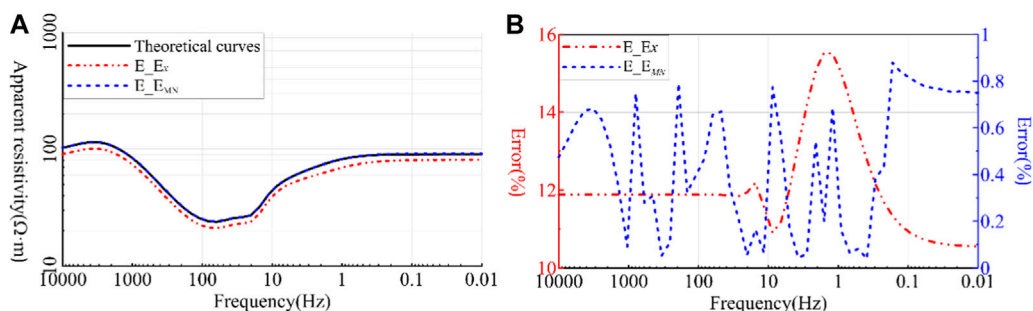 A
Apparent resistivity(Ω·m)
1000
100
10
Theoretical curves
E_Ex
E_EMN
10000 1000 100 10 1 0.1 0.01
Frequency(Hz)
B
Error(%)
16
14
12
10
E_Ex
E_EMN
1
0.8
0.6
0.4
0.2
0
Error(%)
10000 1000 100 10 1 0.1 0.01
Frequency(Hz)